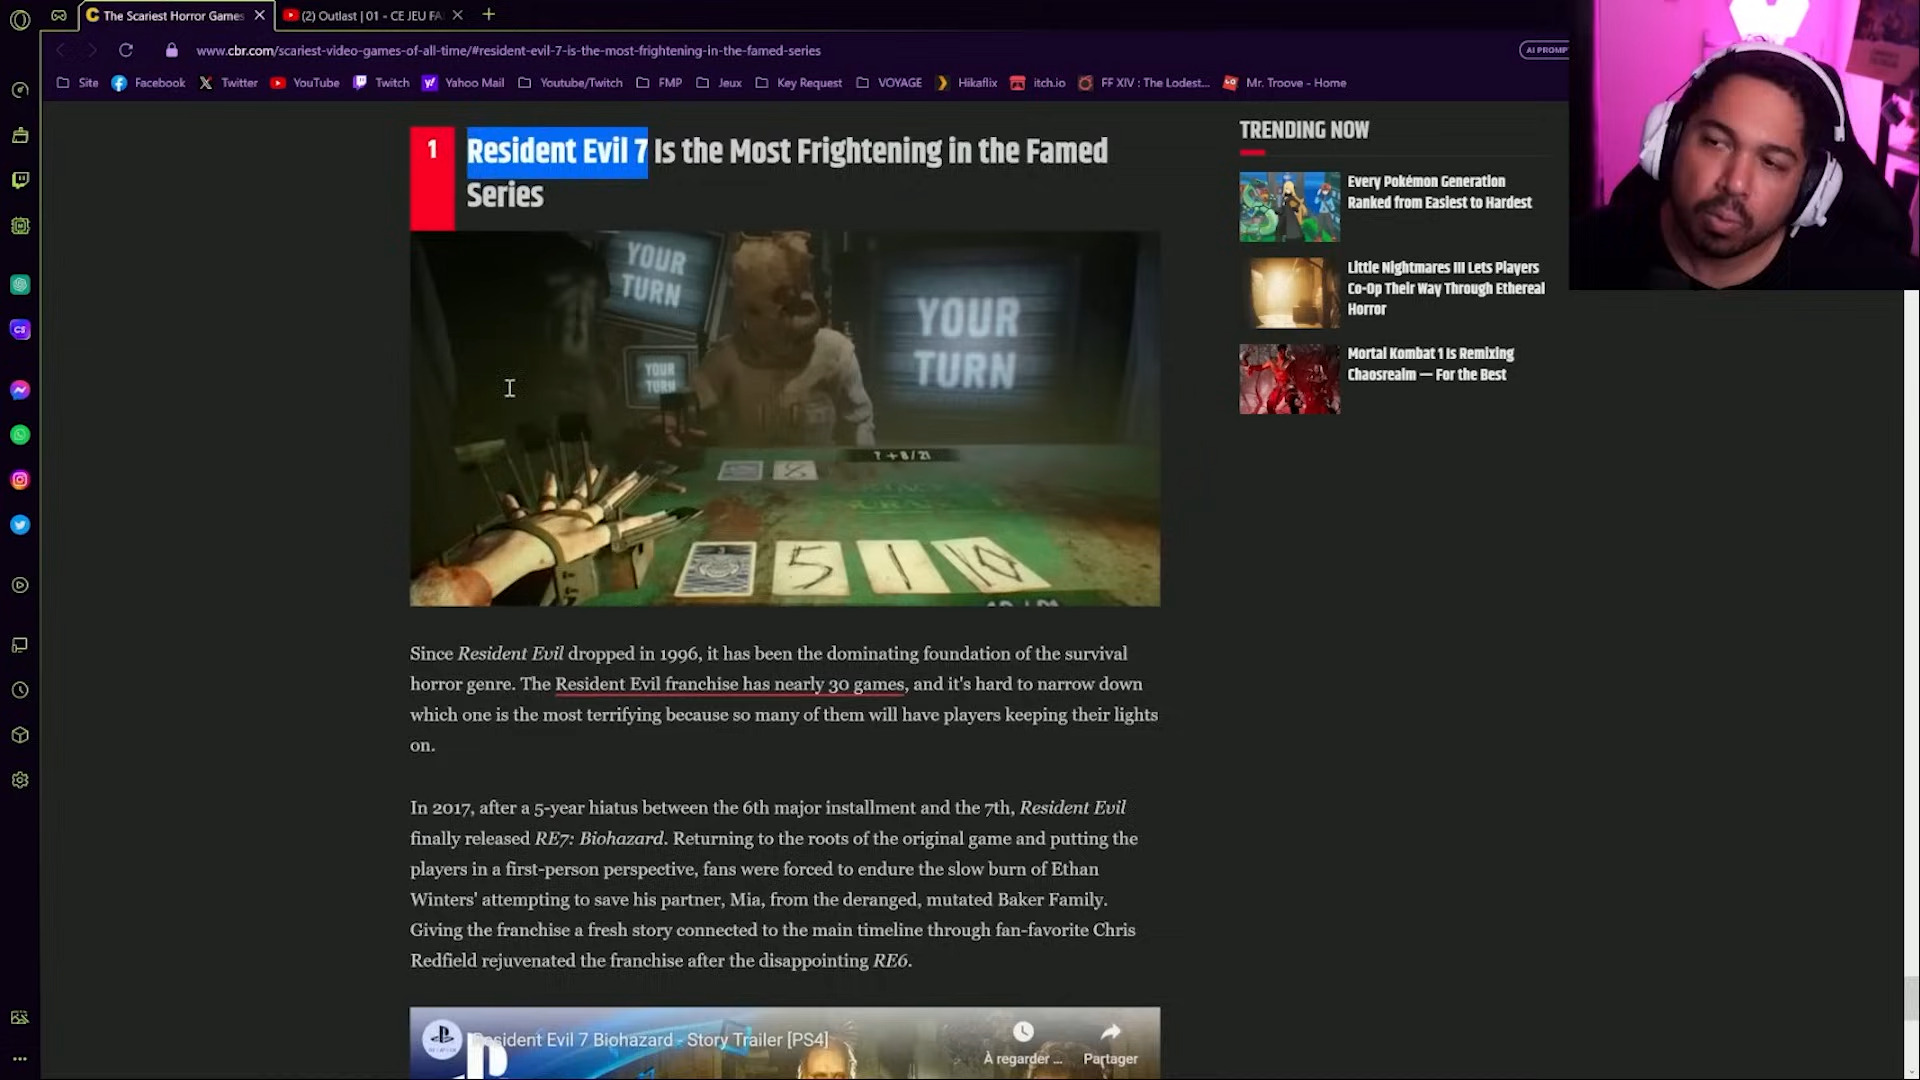 The Scariest Horror Games
(2) Outlast | 01 - CE JEU FA
www.cbr.com/scariest-video-games-of-all-time/#resident-evil-7-is-the-most-frightening-in-the-famed-series
AI PROMP
Site
Facebook
Twitter
YouTube
Twitch
Yahoo Mail
Youtube/Twitch
FMP
Jeux
Key Request
VOYAGE
Hikaflix
itch.io
FF XIV : The Lodest...
Mr. Troove - Home
1
Resident Evil 7 Is the Most Frightening in the Famed
Series
YOUR
TURN
YOUR
TURN
YOUR
TURN
? + 8 / 21
8
5
1
10
Since Resident Evil dropped in 1996, it has been the dominating foundation of the survival
horror genre. The Resident Evil franchise has nearly 30 games, and it's hard to narrow down
which one is the most terrifying because so many of them will have players keeping their lights
on.
In 2017, after a 5-year hiatus between the 6th major installment and the 7th, Resident Evil
finally released RE7: Biohazard. Returning to the roots of the original game and putting the
players in a first-person perspective, fans were forced to endure the slow burn of Ethan
Winters' attempting to save his partner, Mia, from the deranged, mutated Baker Family.
Giving the franchise a fresh story connected to the main timeline through fan-favorite Chris
Redfield rejuvenated the franchise after the disappointing RE6.
Resident Evil 7 Biohazard - Story Trailer [PS4]
À regarder ...
Partager
TRENDING NOW
Every Pokémon Generation
Ranked from Easiest to Hardest
Little Nightmares III Lets Players
Co-Op Their Way Through Ethereal
Horror
Mortal Kombat 1 Is Remixing
Chaosrealm — For the Best
CS